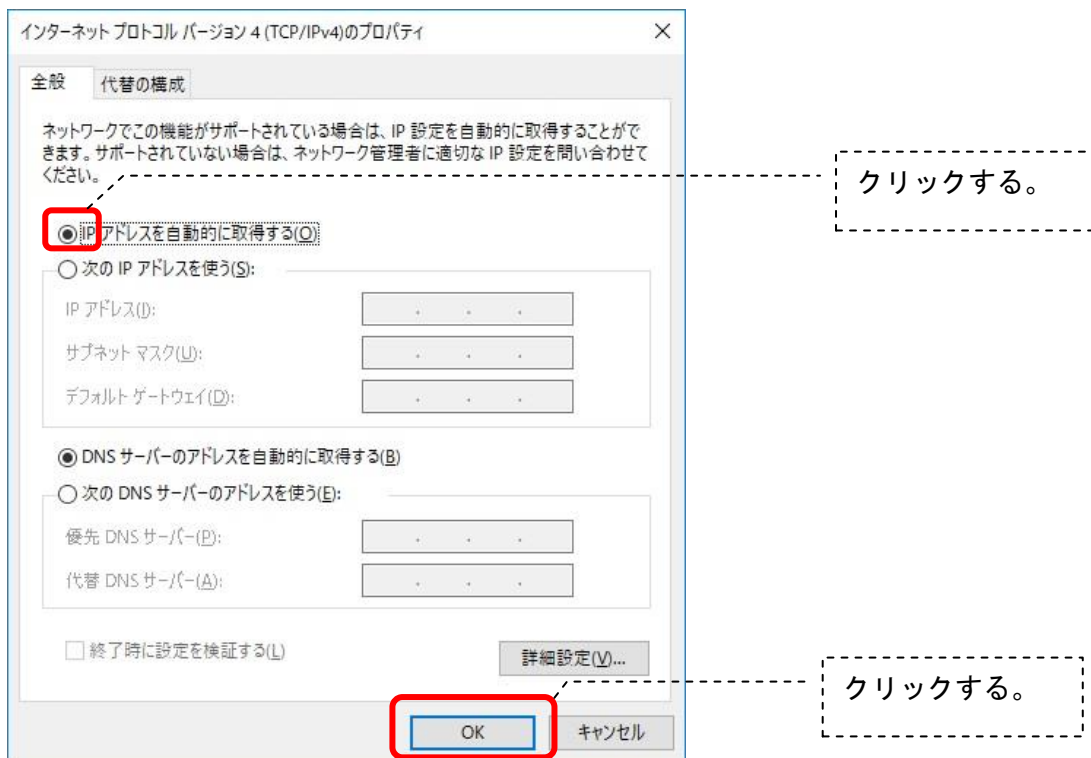 インターネット プロトコル バージョン 4 (TCP/IPv4)のプロパティ
全般
代替の構成
ネットワークでこの機能がサポートされている場合は、IP 設定を自動的に取得することがで
きます。サポートされていない場合は、ネットワーク管理者に適切な IP 設定を問い合わせて
ください。
クリックする。
IP アドレスを自動的に取得する(O)
次の IP アドレスを使う(S):
IP アドレス(I):
サブネット マスク(U):
デフォルト ゲートウェイ(D):
DNS サーバーのアドレスを自動的に取得する(B)
次の DNS サーバーのアドレスを使う(E):
優先 DNS サーバー(P):
代替 DNS サーバー(A):
終了時に設定を検証する(L)
詳細設定(V)...
クリックする。
OK
キャンセル